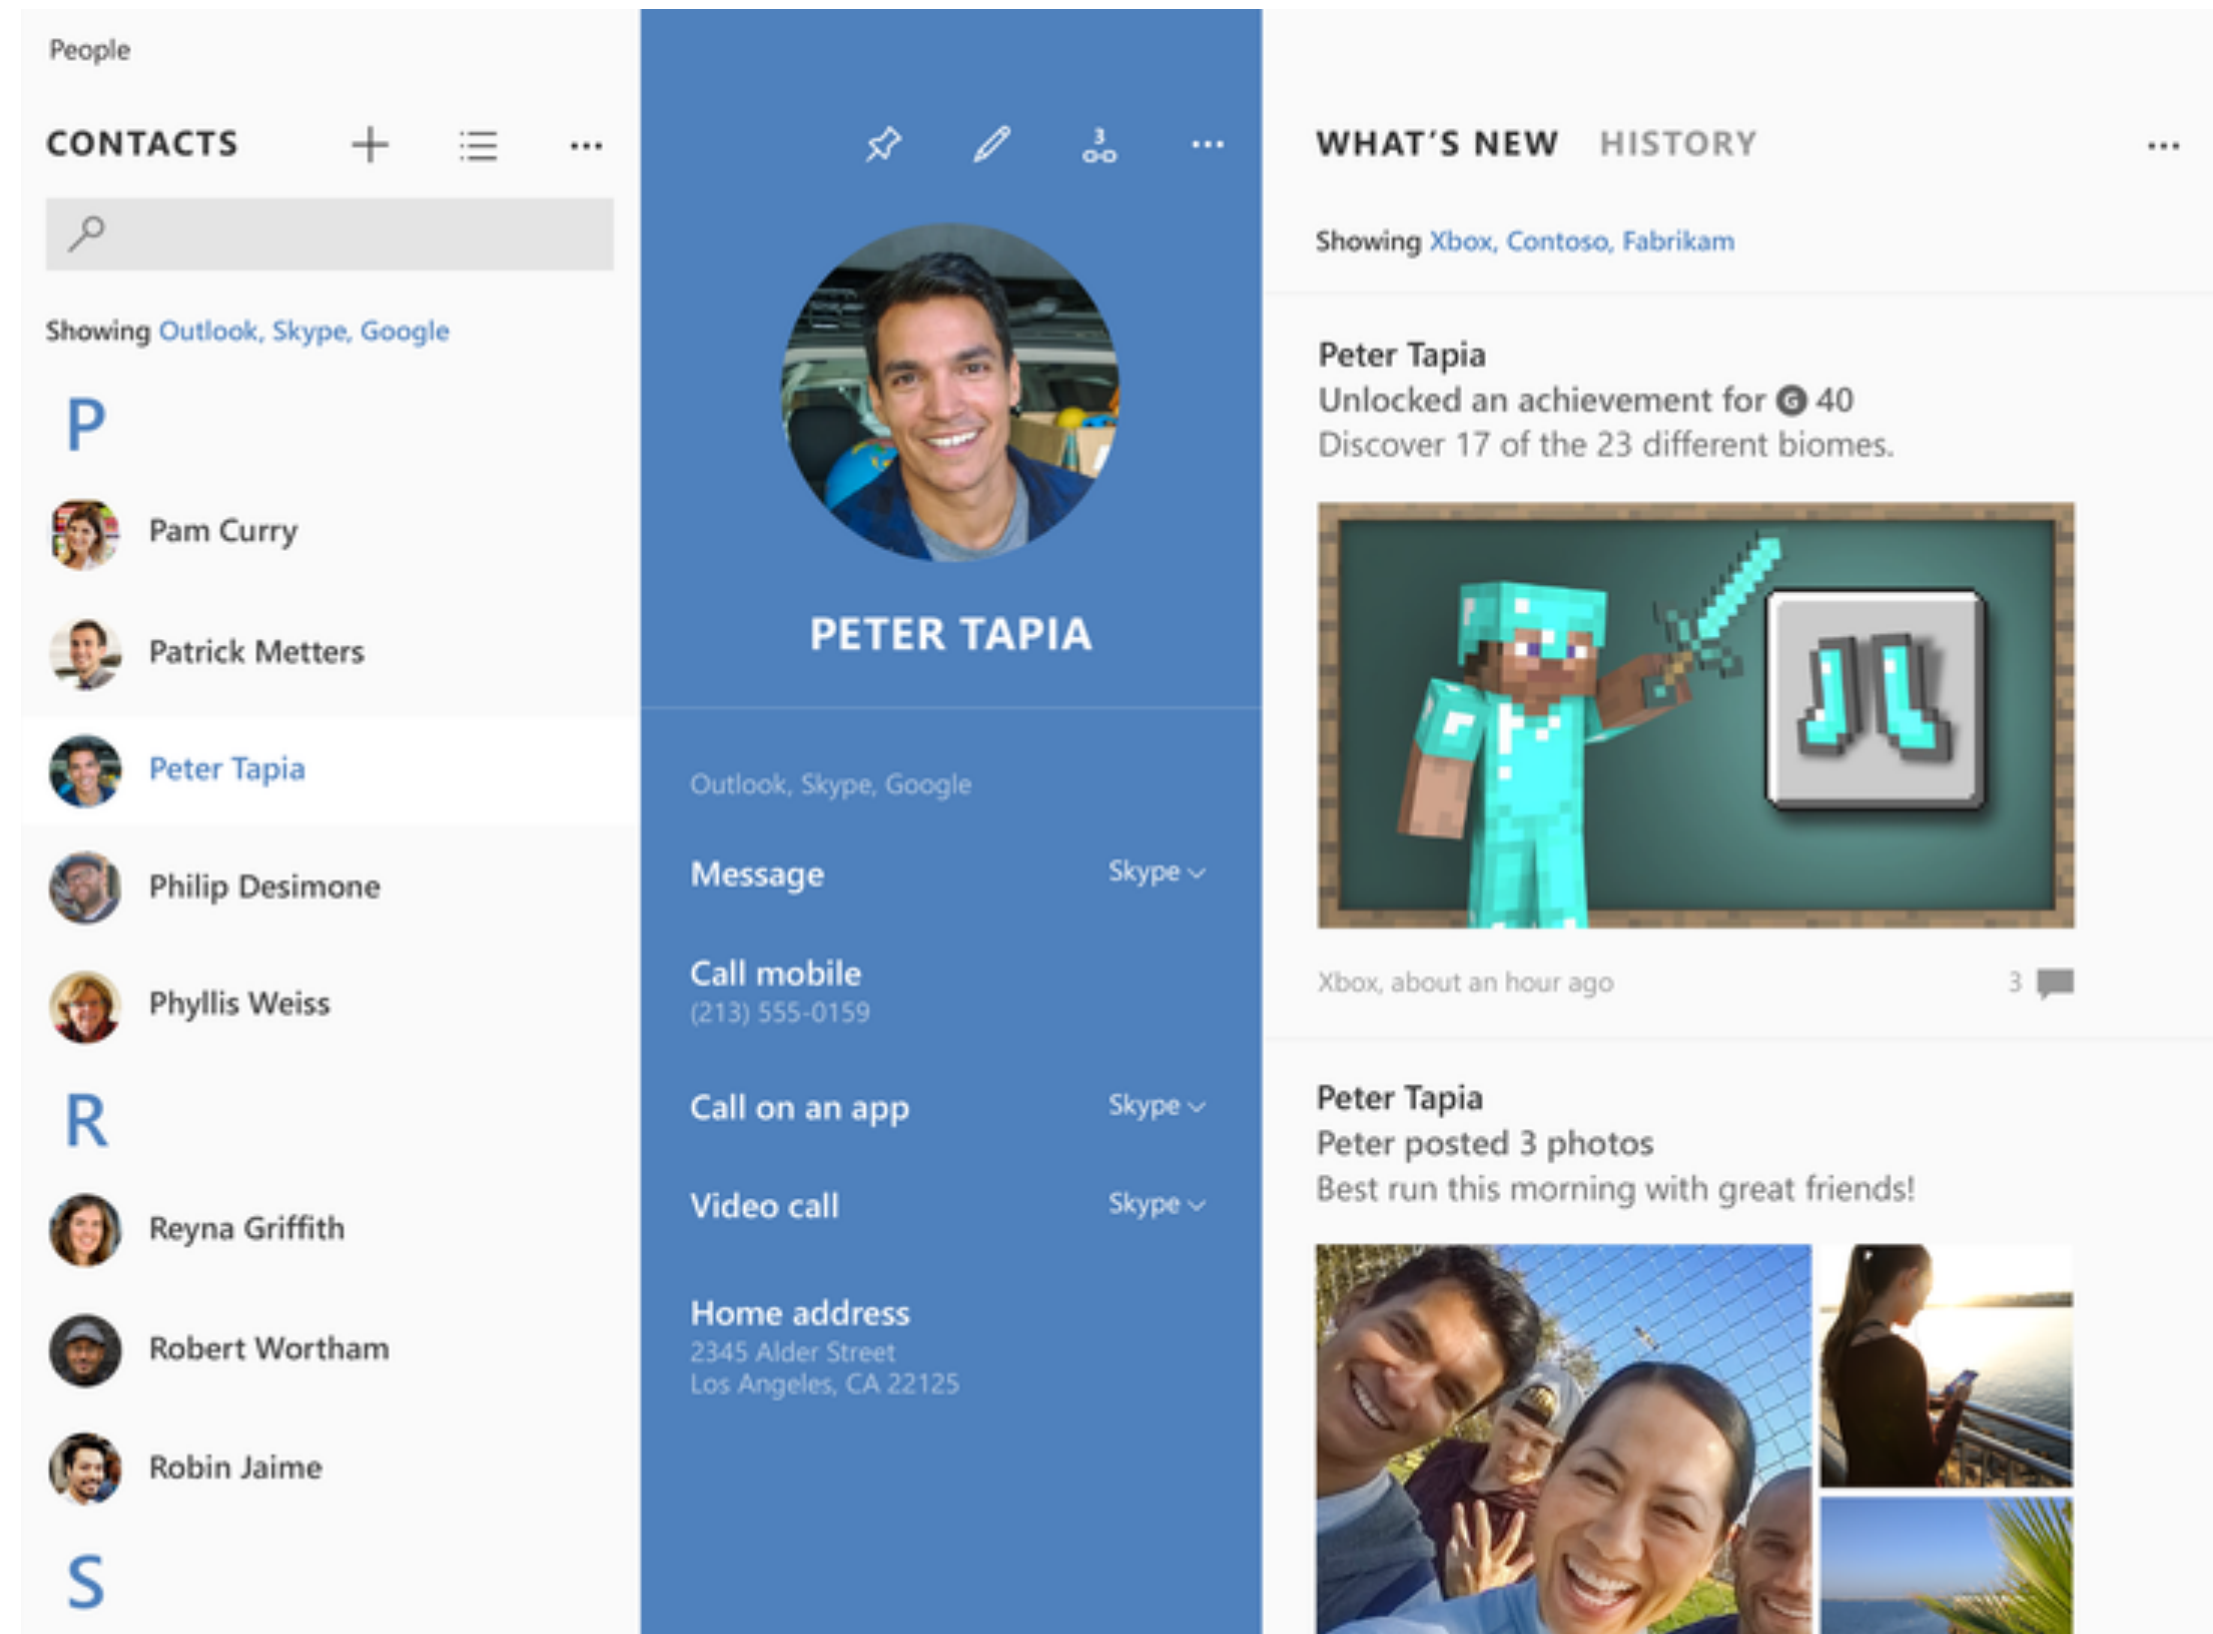 People
CONTACTS
Showing Outlook, Skype, Google
P
Pam Curry
Patrick Metters
Peter Tapia
Philip Desimone
Phyllis Weiss
R
Reyna Griffith
Robert Wortham
Robin Jaime
S
3
PETER TAPIA
Outlook, Skype, Google
Message Skype
Call mobile
(213) 555-0159
Call on an app Skype
Video call Skype
Home address
2345 Alder Street
Los Angeles, CA 22125
WHAT'S NEW HISTORY
Showing Xbox, Contoso, Fabrikam
Peter Tapia
Unlocked an achievement for G 40
Discover 17 of the 23 different biomes.
Xbox, about an hour ago 3
Peter Tapia
Peter posted 3 photos
Best run this morning with great friends!